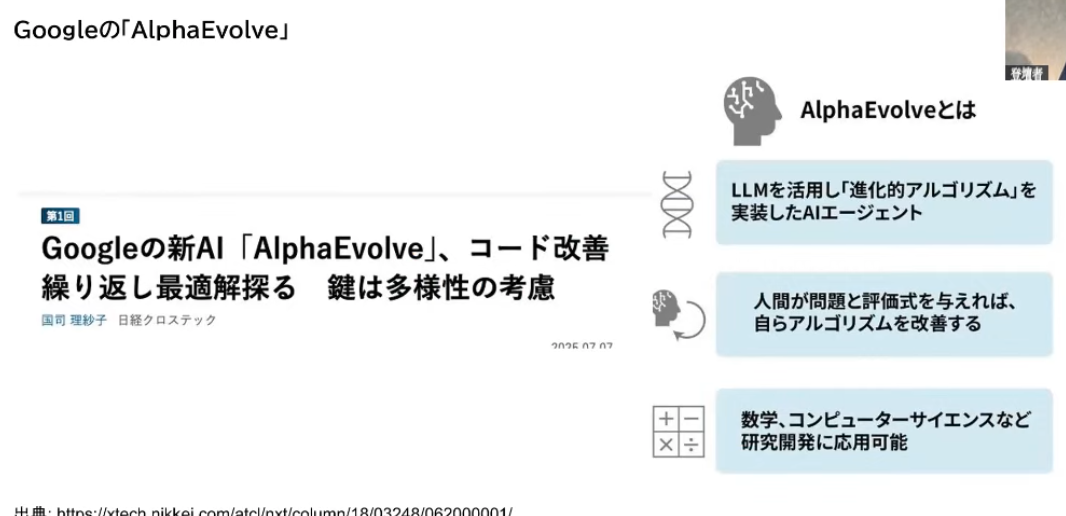 Googleの「AlphaEvolve」
登壇者
第1回
Googleの新AI「AlphaEvolve」、コード改善
繰り返し最適解探る　鍵は多様性の考慮
国司 理紗子　日経クロステック
2025.07.07
AlphaEvolveとは
LLMを活用し「進化的アルゴリズム」を
実装したAIエージェント
人間が問題と評価式を与えれば、
自らアルゴリズムを改善する
数学、コンピューターサイエンスなど
研究開発に応用可能
出典: https://xtech.nikkei.com/atcl/nxt/column/18/03248/062000001/